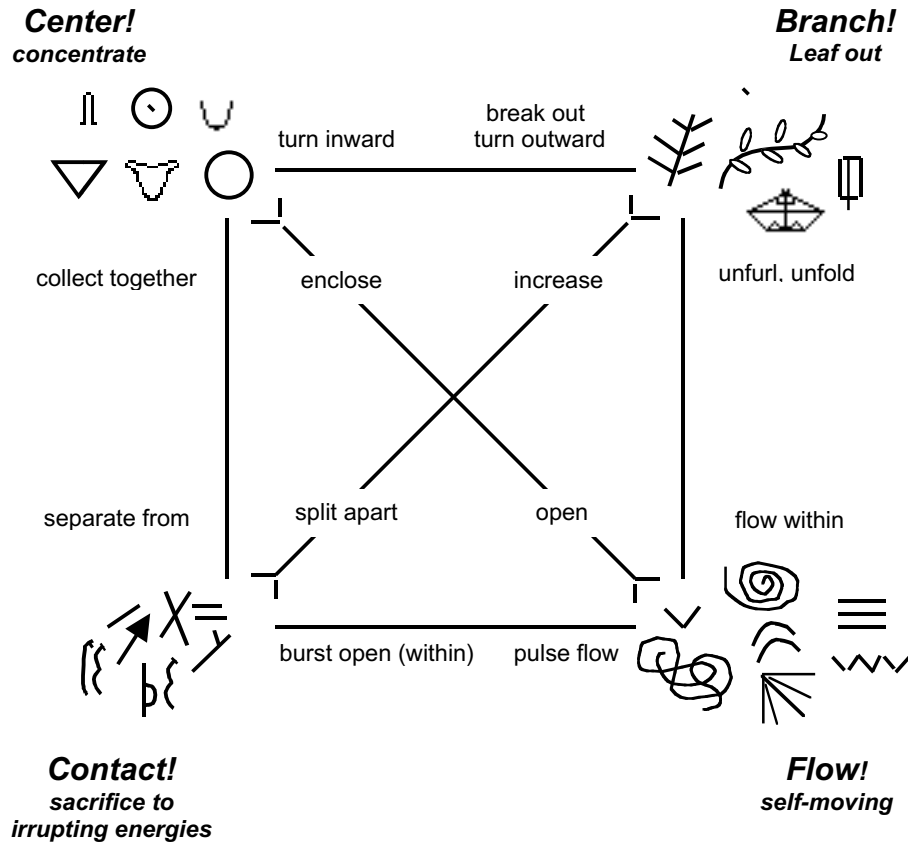 Center!
concentrate
Branch!
Leaf out
turn inward
break out
turn outward
collect together
enclose
increase
unfurl, unfold
separate from
split apart
open
flow within
burst open (within)
pulse flow
Contact!
sacrifice to
irrupting energies
Flow!
self-moving